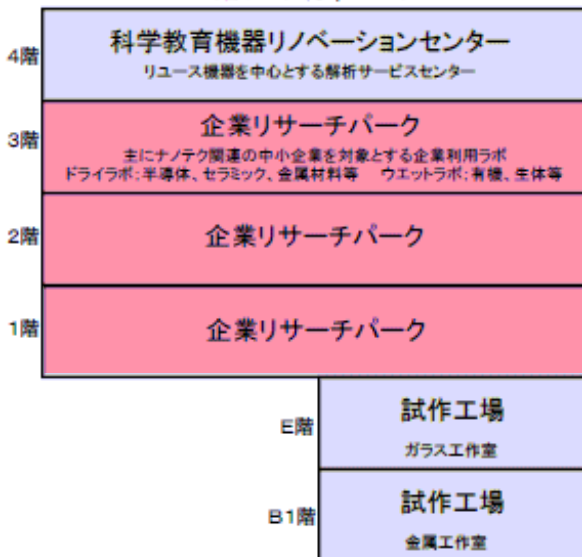 4階
科学教育機器リノベーションセンター
リユース機器を中心とする解析サービスセンター
3階
企業リサーチパーク
主にナノテク関連の中小企業を対象とする企業利用ラボ
ドライラボ;半導体、セラミック、金属材料等 ウエットラボ;有機、生体等
2階
企業リサーチパーク
1階
企業リサーチパーク
E階
試作工場
ガラス工作室
B1階
試作工場
金属工作室